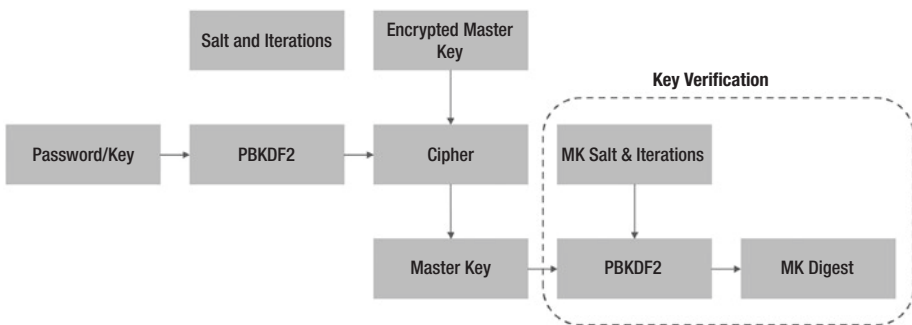 Salt and Iterations
Encrypted Master
Key
Key Verification
Password/Key
PBKDF2
Cipher
MK Salt & Iterations
Master Key
PBKDF2
MK Digest